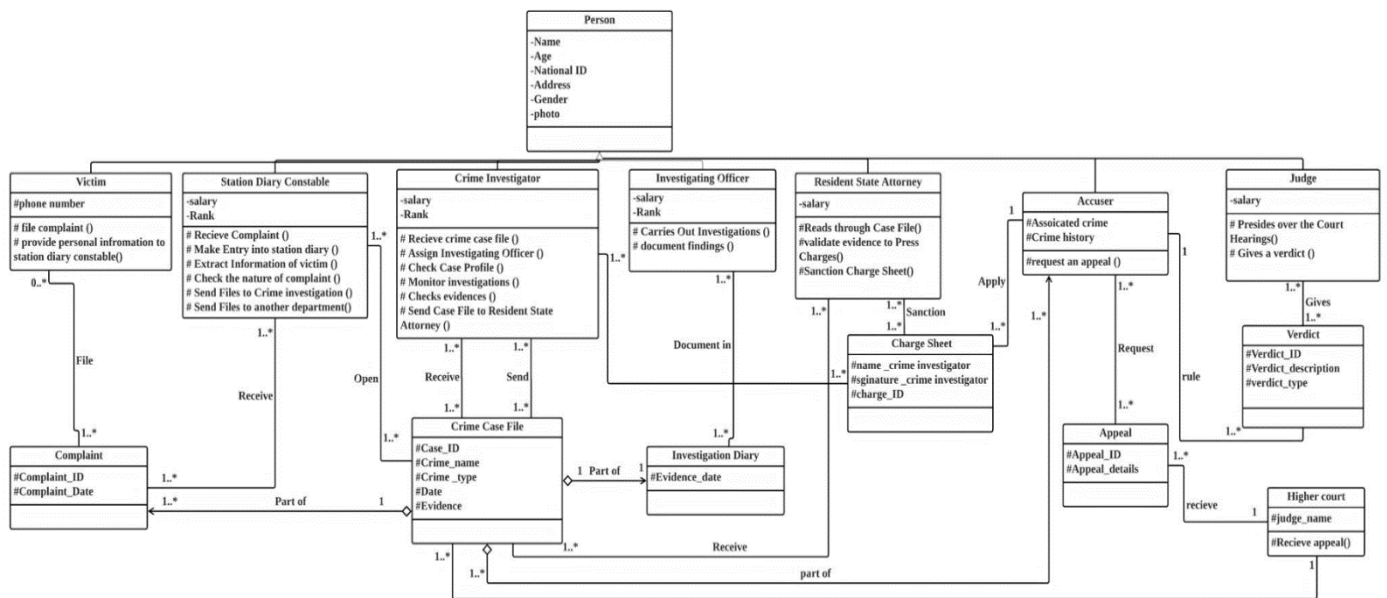 Person
-Name
-Age
-National ID
-Address
-Gender
-photo
Victim
#phone number
# file complaint ()
# provide personal infromation to
station diary constable()
Station Diary Constable
-salary
-Rank
# Recieve Complaint ()
# Make Entry into station diary ()
# Extract Information of victim ()
# Check the nature of complaint ()
# Send Files to Crime investigation ()
# Send Files to another department()
Crime Investigator
-salary
-Rank
# Recieve crime case file ()
# Assign Investigating Officer ()
# Check Case Profile ()
# Monitor investigations ()
# Checks evidences ()
# Send Case File to Resident State
Attorney ()
Investigating Officer
-salary
-Rank
# Carries Out Investigations ()
# document findings ()
Resident State Attorney
-salary
#Reads through Case File()
#validate evidence to Press
Charges()
#Sanction Charge Sheet()
Accuser
#Assoicated crime
#Crime history
#request an appeal ()
Judge
-salary
# Presides over the Court
Hearings()
# Gives a verdict ()
0..*
File
1..*
1..*
Receive
1..*
1..*
Open
1..*
1..*
Receive
1..*
1..*
Send
1..*
1..*
1..*
1..*
Document in
1..*
1..*
Receive
1..*
1..*
Sanction
1..*
1
Apply
1..*
1..*
Request
1..*
1
rule
1..*
1..*
Gives
1..*
Charge Sheet
#name _crime investigator
#sginature _crime investigator
#charge_ID
Verdict
#Verdict_ID
#Verdict_description
#verdict_type
Complaint
#Complaint_ID
#Complaint_Date
Crime Case File
#Case_ID
#Crime_name
#Crime _type
#Date
#Evidence
Investigation Diary
#Evidence_date
Appeal
#Appeal_ID
#Appeal_details
Higher court
#judge_name
#Recieve appeal()
1..*
Part of
1
1
Part of
1
1..*
recieve
1
1..*
part of
1..*
1..*
1